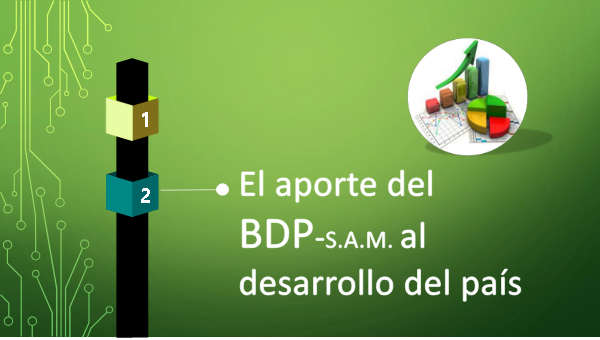 1
2
El aporte del
BDP-S.A.M. al
desarrollo del país